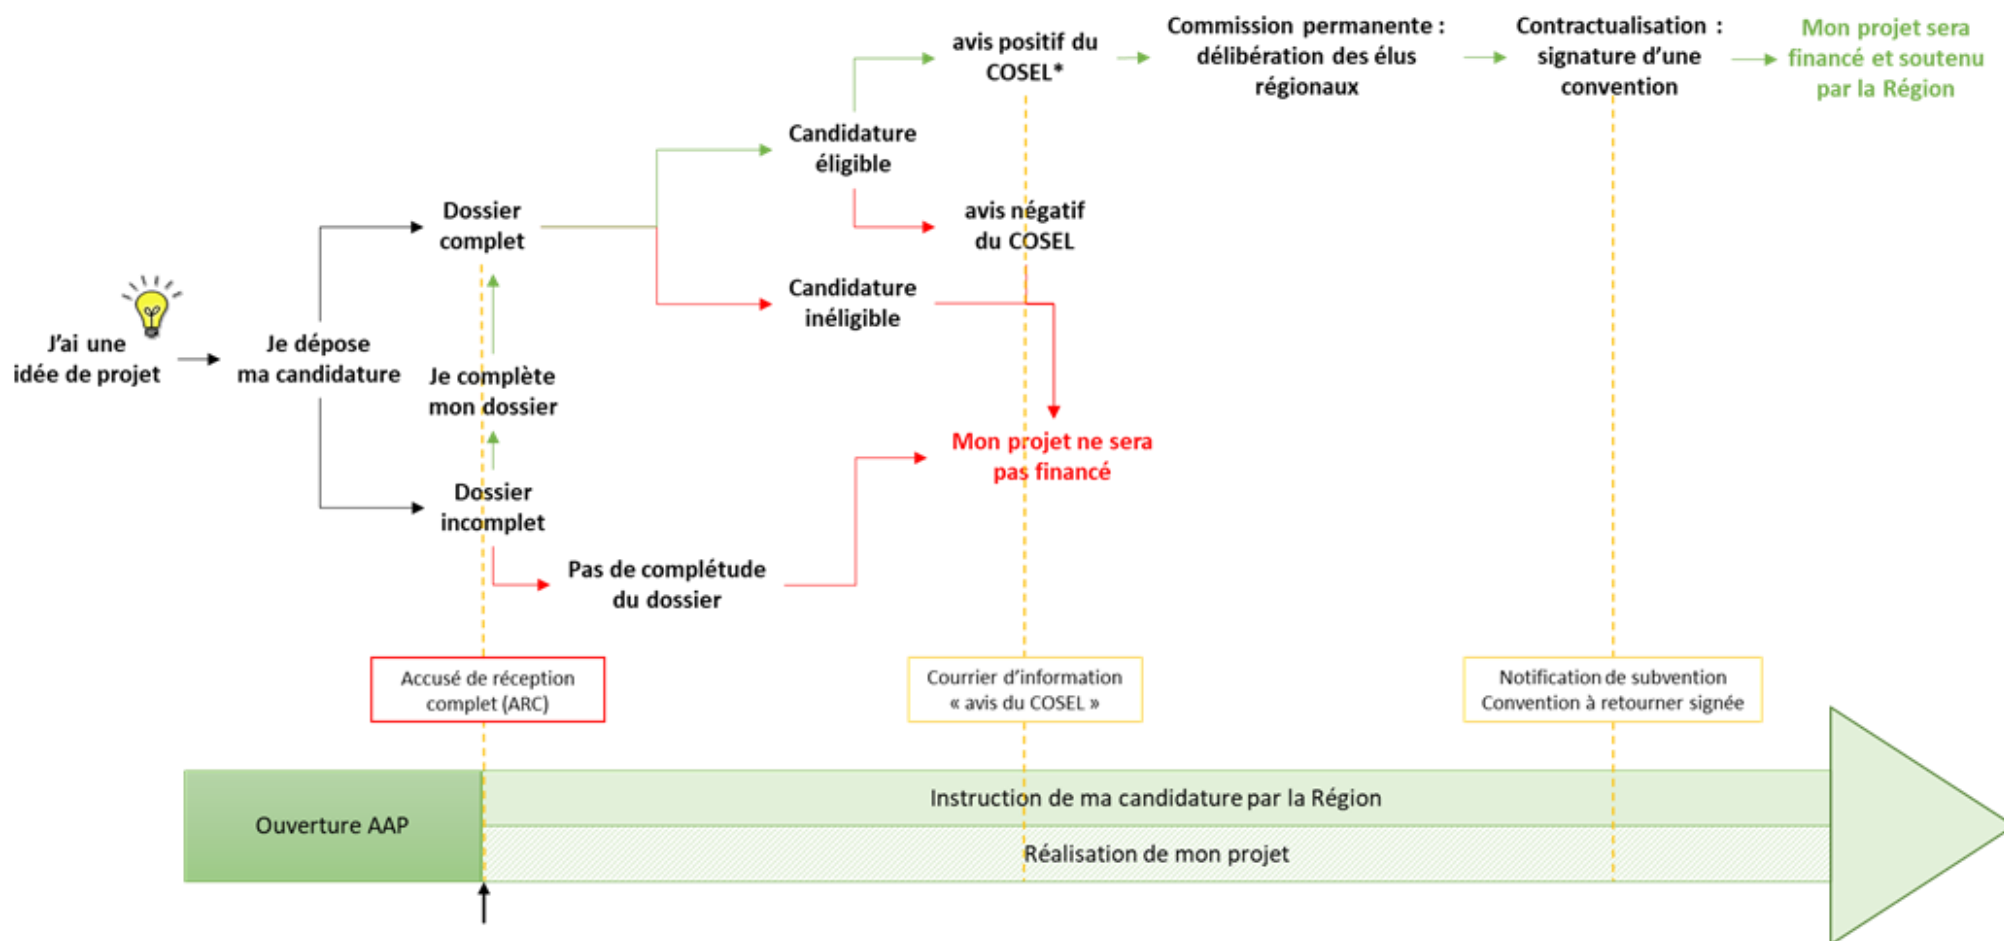 avis positif du
COSEL*
Commission permanente :
délibération des élus
régionaux
Contractualisation :
signature d'une
convention
Mon projet sera
financé et soutenu
par la Région
Candidature
éligible
Dossier
complet
avis négatif
du COSEL
Candidature
inéligible
J'ai une
idée de projet
Je dépose
ma candidature
Je complète
mon dossier
Mon projet ne sera
pas financé
Dossier
incomplet
Pas de complétude
du dossier
Accusé de réception
complet (ARC)
Courrier d'information
« avis du COSEL »
Notification de subvention
Convention à retourner signée
Ouverture AAP
Instruction de ma candidature par la Région
Réalisation de mon projet